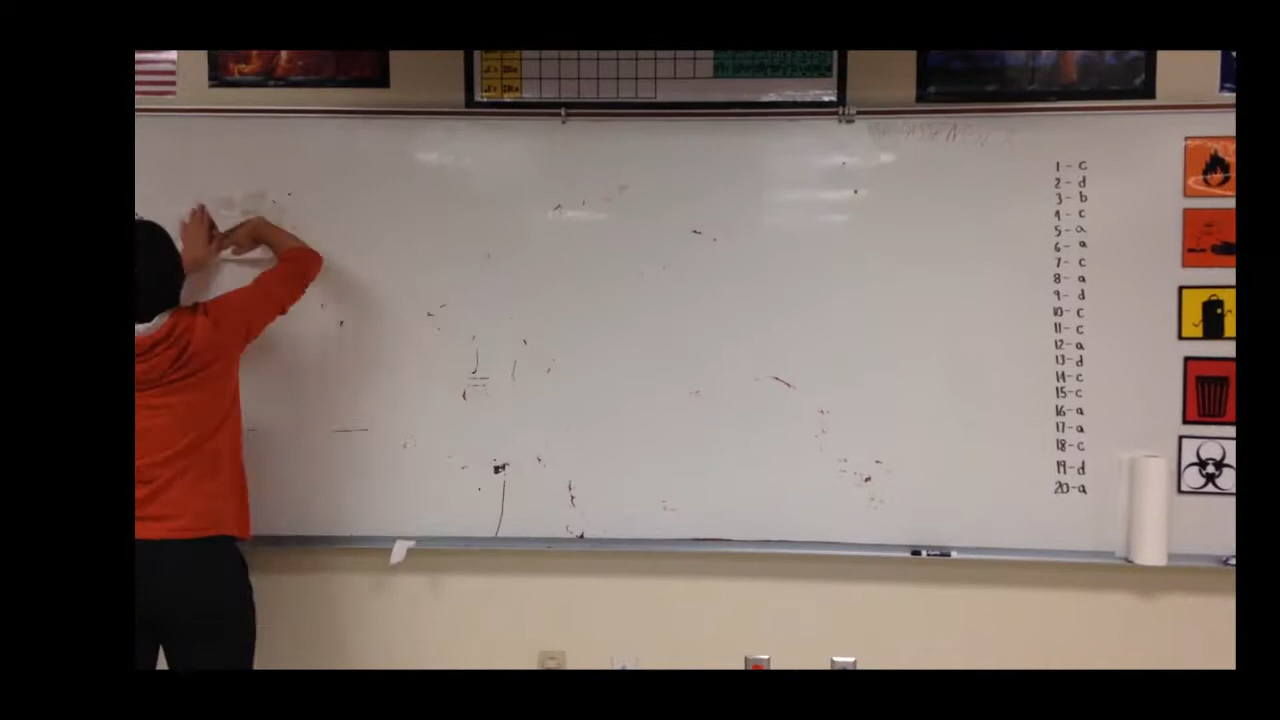 1-c
2-d
3-b
4-c
5-a
6-a
7-c
8-a
9-d
10-c
11-c
12-a
13-d
14-c
15-c
16-a
17-a
18-c
19-d
20-a